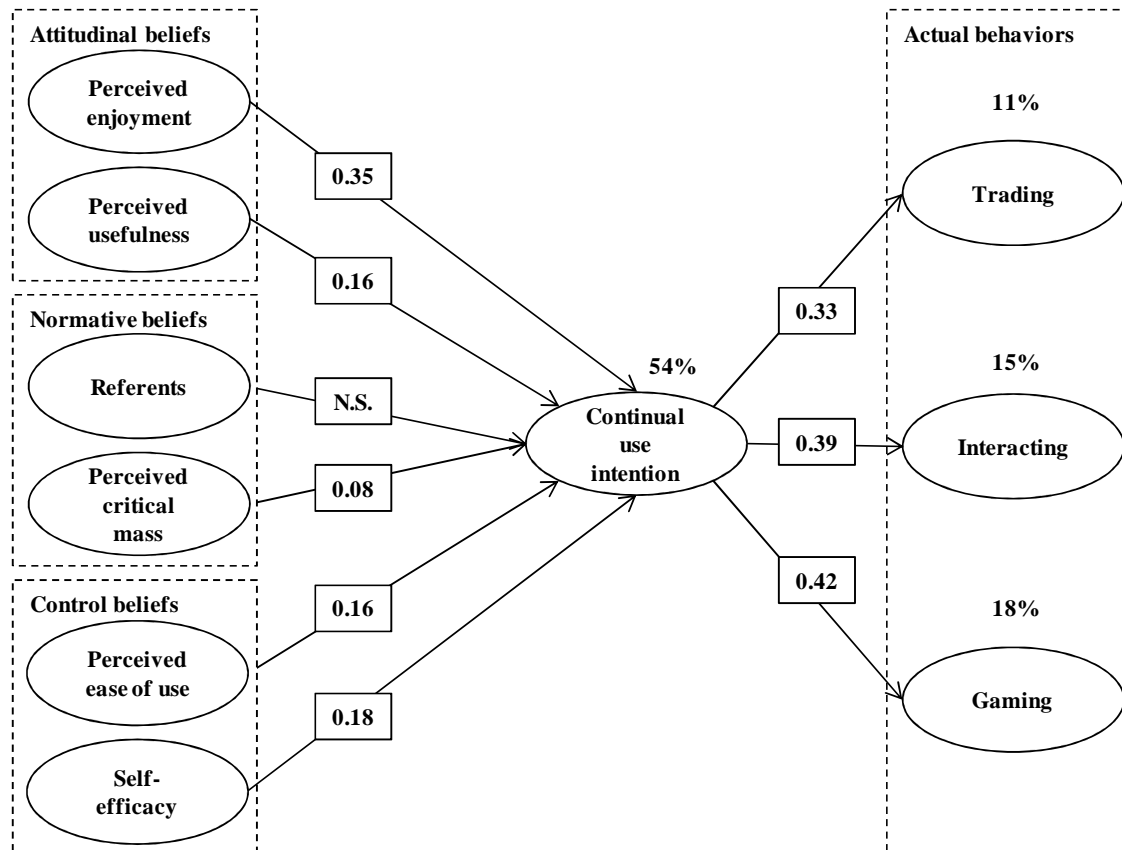 Attitudinal beliefs
Perceived
enjoyment
0.35
Perceived
usefulness
0.16
Normative beliefs
Referents
N.S.
Perceived
critical
mass
0.08
Control beliefs
Perceived
ease of use
0.16
Self-
efficacy
0.18
54%
Continual
use
intention
0.33
0.39
0.42
Actual behaviors
11%
Trading
15%
Interacting
18%
Gaming